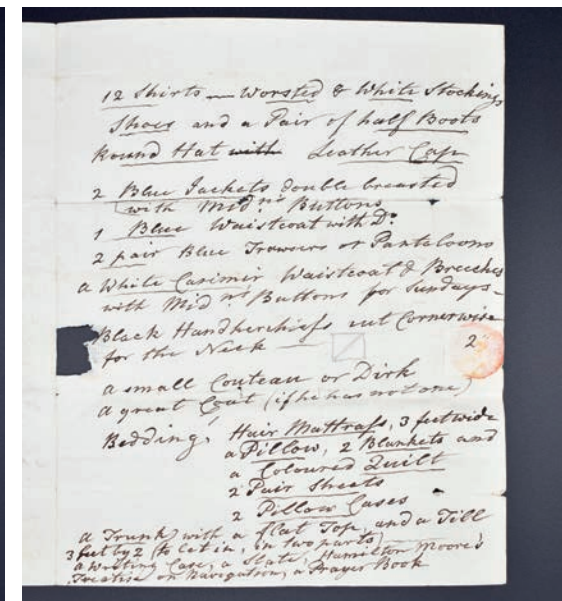 12 Shirts — Worsted & White Stockings
Shoes and a Pair of half Boots
Round Hat with Leather Cap
2 Blue Jackets double breasted
with Midns Buttons
1 Blue Waistcoat with Do
2 pair Blue Trowsers or Pantaloons
a White Casimir Waistcoat & Breeches
with Midns Buttons for Sundays —
Black Handkerchiefs cut Cornerwise
for the Neck — 2
a small Couteau or Dirk
a great Coat (if he has not one)
Bedding, Hair Mattrass, 3 feet wide
a Pillow, 2 Blankets and
a Coloured Quilt
2 Pair Sheets
2 Pillow Cases
a Trunk with a flat Top, and a Till
3 feet by 2 (to let in, in two parts)
a Writing Case, a Slate, Hamilton Moore's
Treatise on Navigation, a Prayer Book